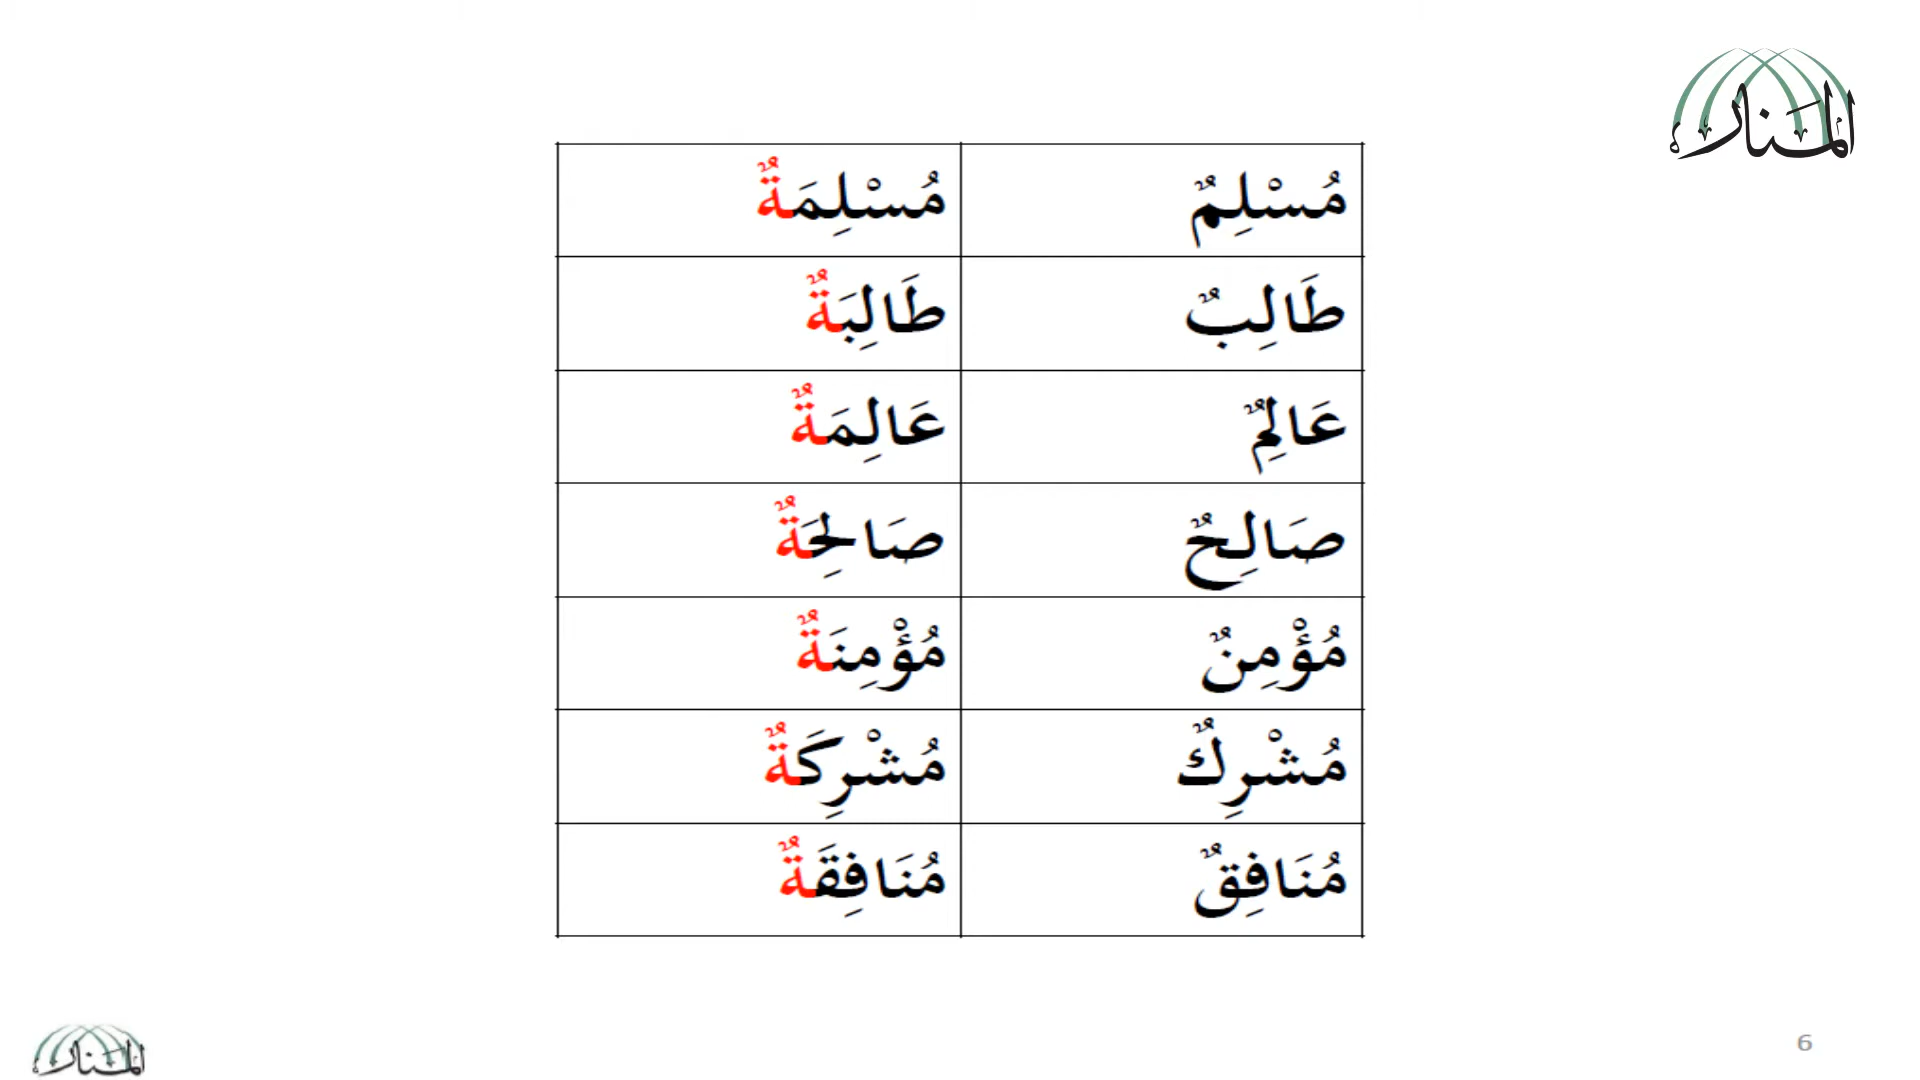 المنار
مُسْلِمٌ مُسْلِمَةٌ
طَالِبٌ طَالِبَةٌ
عَالِمٌ عَالِمَةٌ
صَالِحٌ صَالِحَةٌ
مُؤْمِنٌ مُؤْمِنَةٌ
مُشْرِكٌ مُشْرِكَةٌ
مُنَافِقٌ مُنَافِقَةٌ
المنار
6